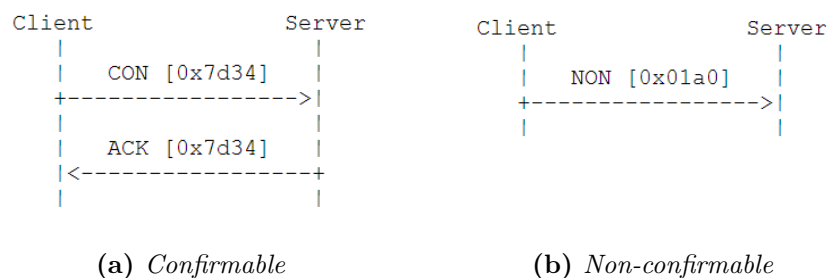 Client Server
CON [0x7d34]
ACK [0x7d34]
(a) Confirmable
Client Server
NON [0x01a0]
(b) Non-confirmable